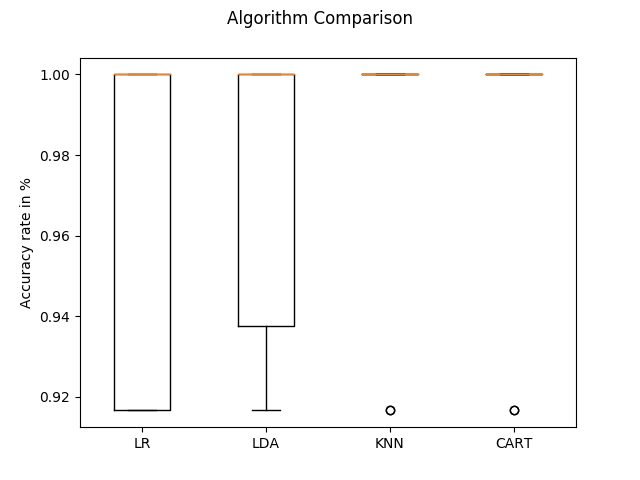 Algorithm Comparison
Accuracy rate in %
1.00
0.98
0.96
0.94
0.92
LR LDA KNN CART